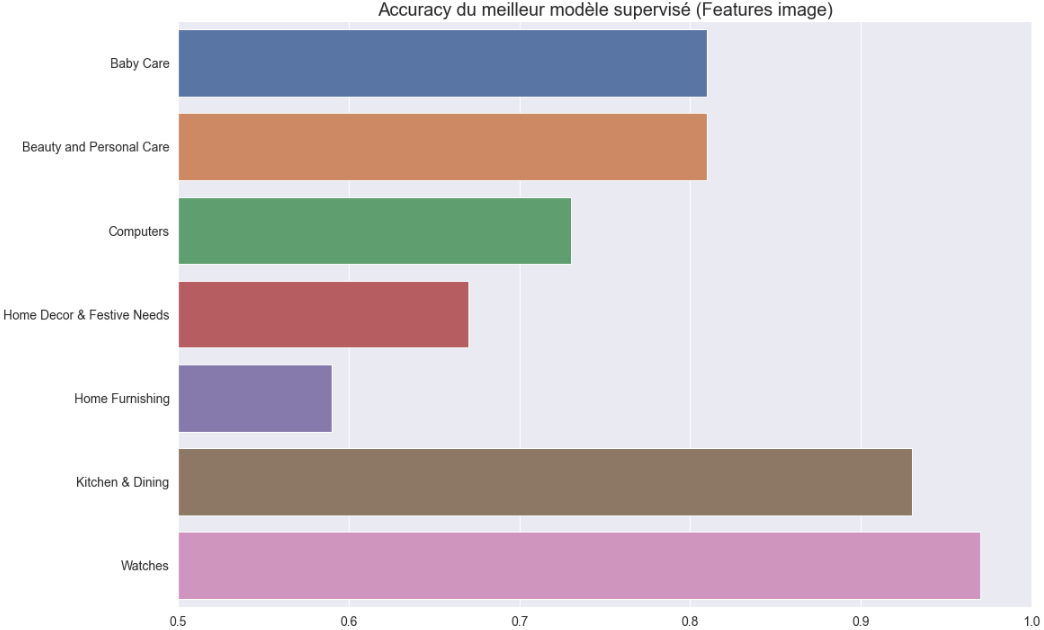 Accuracy du meilleur modèle supervisé (Features image)
Baby Care
Beauty and Personal Care
Computers
Home Decor & Festive Needs
Home Furnishing
Kitchen & Dining
Watches
0.5 0.6 0.7 0.8 0.9 1.0